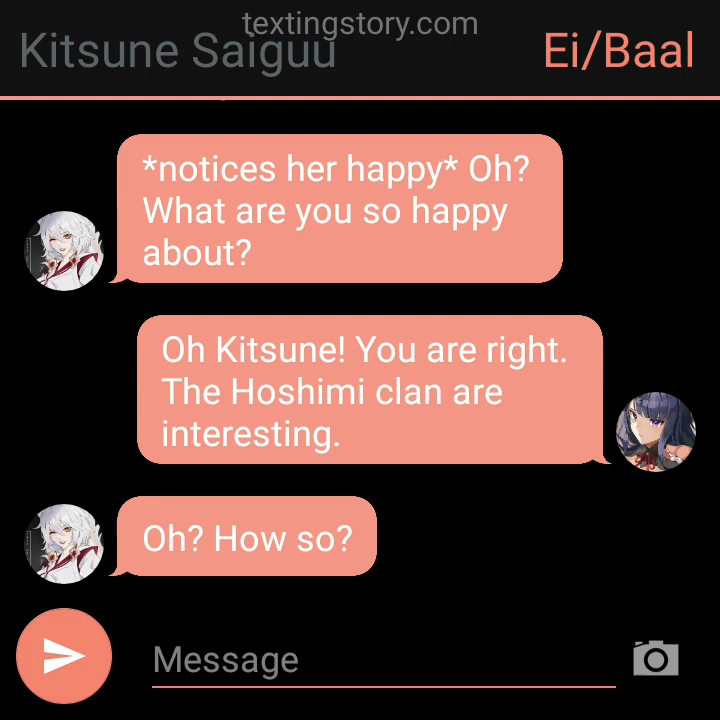 textingstory.com
Kitsune Saiguu
Ei/Baal
*notices her happy* Oh?
What are you so happy
about?
Oh Kitsune! You are right.
The Hoshimi clan are
interesting.
Oh? How so?
Message